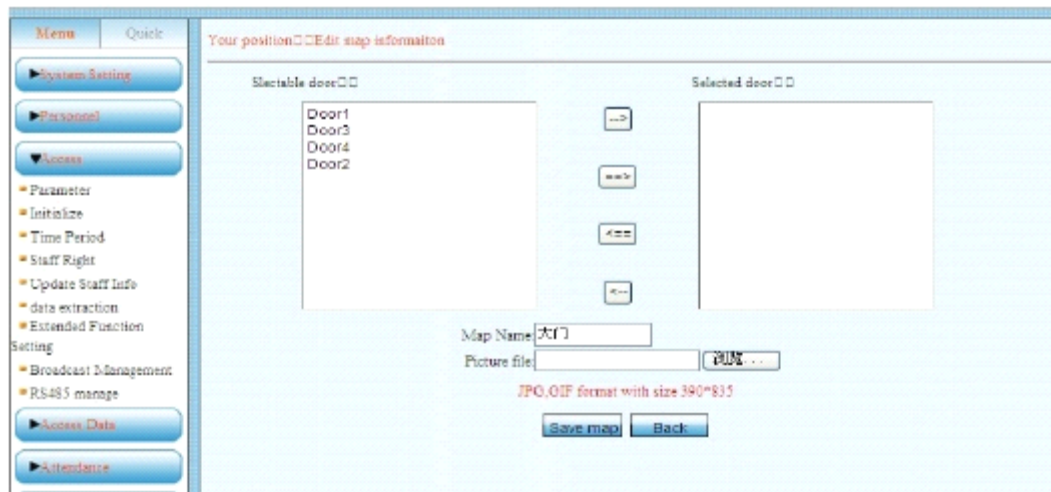 Menu
Quick
▶System Setting
▶Personnel
▼Access
Parameter
Initialize
Time Period
Staff Right
Update Staff Info
data extraction
Extended Function
Setting
Broadcast Management
RS485 manage
▶Access Data
▶Attendance
Your position□□Edit map informaiton
Slectable door□□
Door1
Door3
Door4
Door2
-->
==>
<==
<--
Selected door□□
Map Name:大门
Picture file:
浏览...
JPG,GIF format with size 390*835
Save map
Back